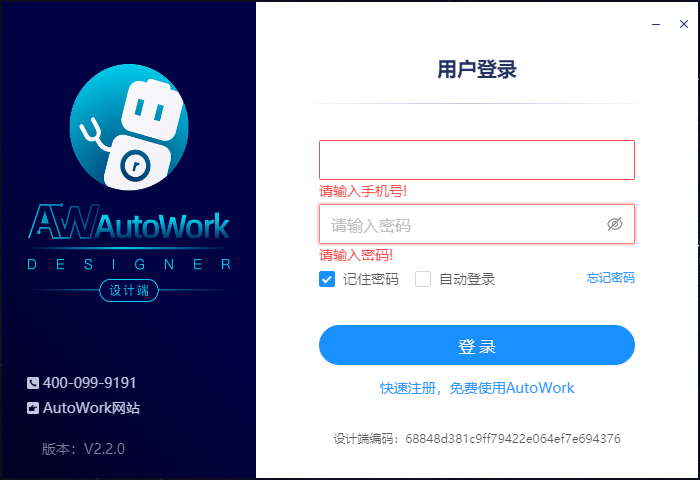 AWAutoWork
DESIGNER
设计端
400-099-9191
AutoWork网站
版本：V2.2.0
用户登录
请输入手机号!
请输入密码
请输入密码!
记住密码 自动登录 忘记密码
登 录
快速注册，免费使用AutoWork
设计端编码：68848d381c9ff79422e064ef7e694376